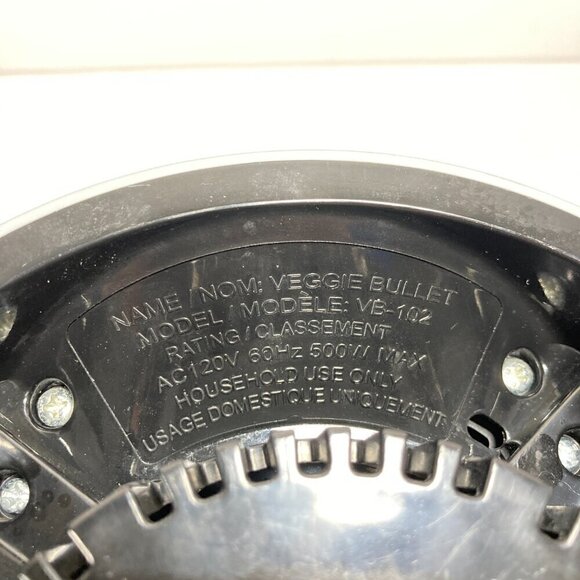 NAME / NOM: VEGGIE BULLET
MODEL / MODÈLE: VB-102
RATING / CLASSEMENT
AC120V 60Hz 500W MAX
HOUSEHOLD USE ONLY
USAGE DOMESTIQUE UNIQUEMENT